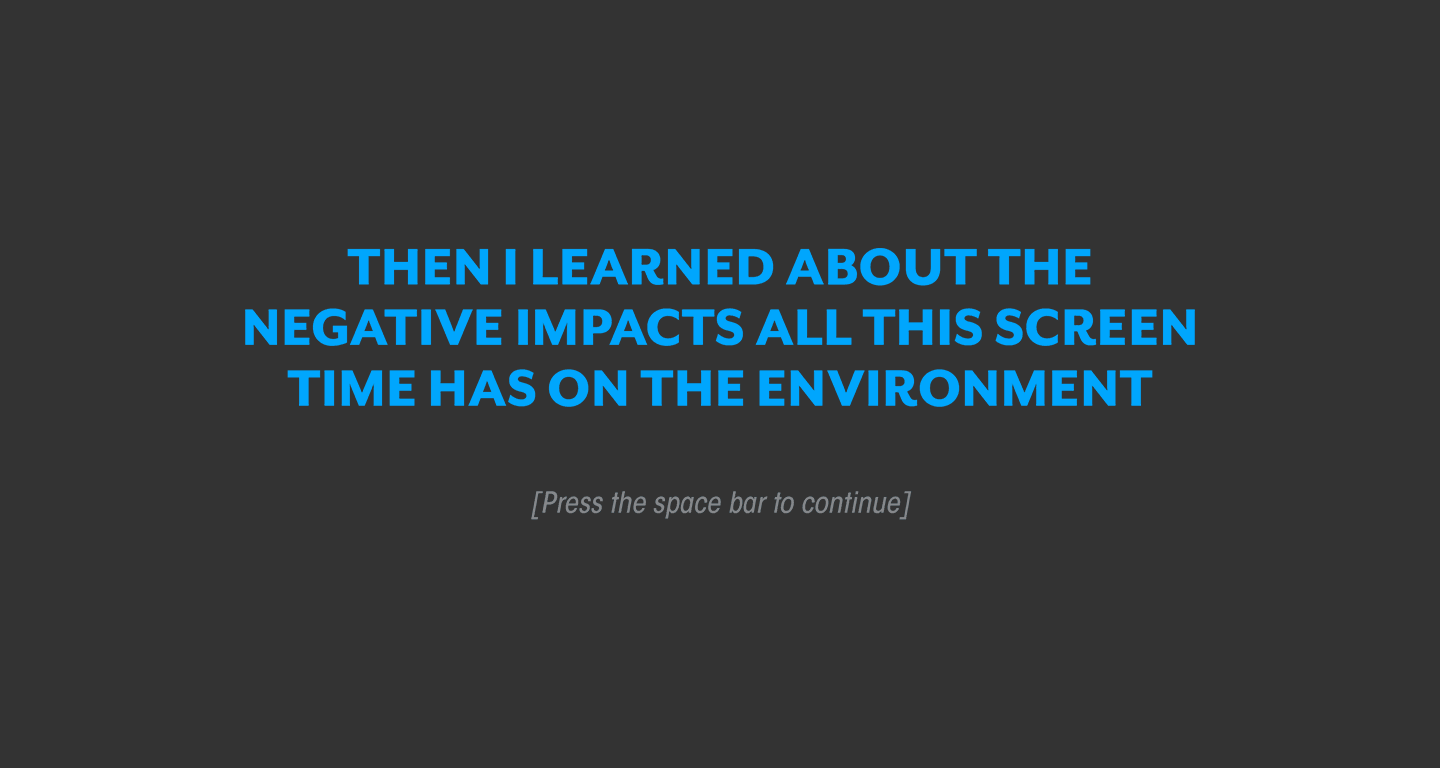 THEN I LEARNED ABOUT THE
NEGATIVE IMPACTS ALL THIS SCREEN
TIME HAS ON THE ENVIRONMENT
[Press the space bar to continue]